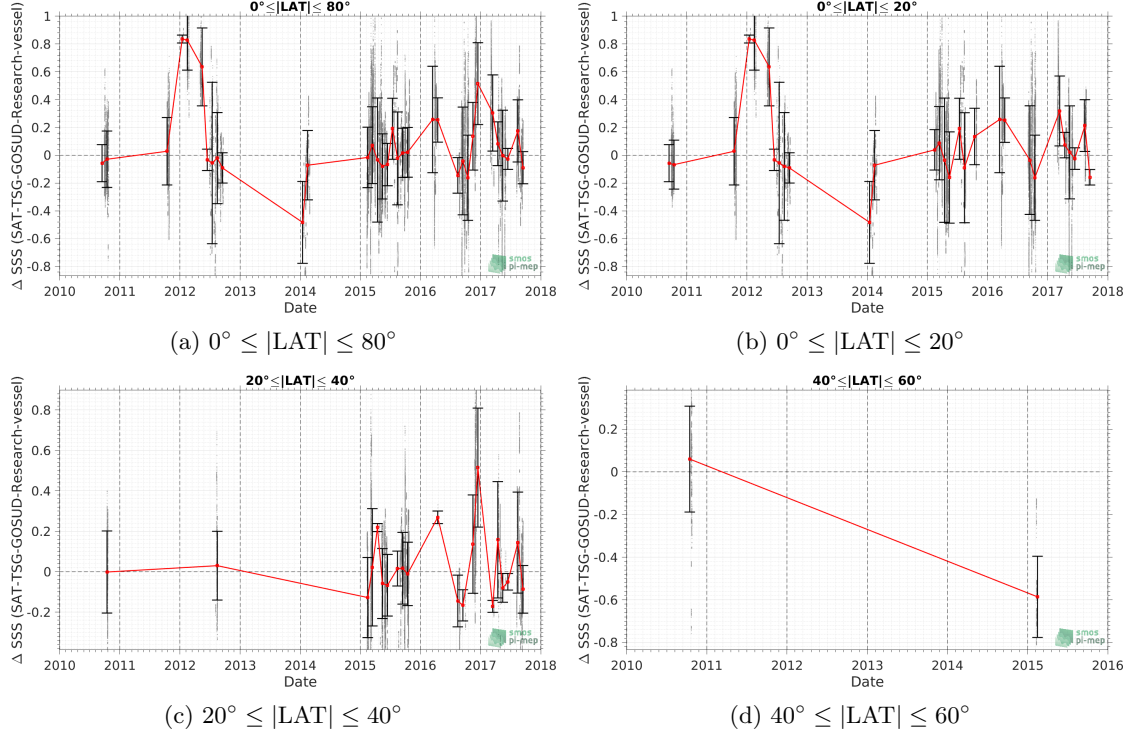 0°≤|LAT|≤ 80°
Δ SSS (SAT-TSG-GOSUD-Research-vessel)
1
0.8
0.6
0.4
0.2
0
-0.2
-0.4
-0.6
-0.8
2010 2011 2012 2013 2014 2015 2016 2017 2018
Date
smos
pi-mep
(a) 0° ≤ |LAT| ≤ 80°
0°≤|LAT|≤ 20°
Δ SSS (SAT-TSG-GOSUD-Research-vessel)
1
0.8
0.6
0.4
0.2
0
-0.2
-0.4
-0.6
-0.8
2010 2011 2012 2013 2014 2015 2016 2017 2018
Date
smos
pi-mep
(b) 0° ≤ |LAT| ≤ 20°
20°≤|LAT|≤ 40°
Δ SSS (SAT-TSG-GOSUD-Research-vessel)
0.8
0.6
0.4
0.2
0
-0.2
2010 2011 2012 2013 2014 2015 2016 2017 2018
Date
smos
pi-mep
(c) 20° ≤ |LAT| ≤ 40°
40°≤|LAT|≤ 60°
Δ SSS (SAT-TSG-GOSUD-Research-vessel)
0.2
0
-0.2
-0.4
-0.6
-0.8
2010 2011 2012 2013 2014 2015 2016
Date
smos
pi-mep
(d) 40° ≤ |LAT| ≤ 60°